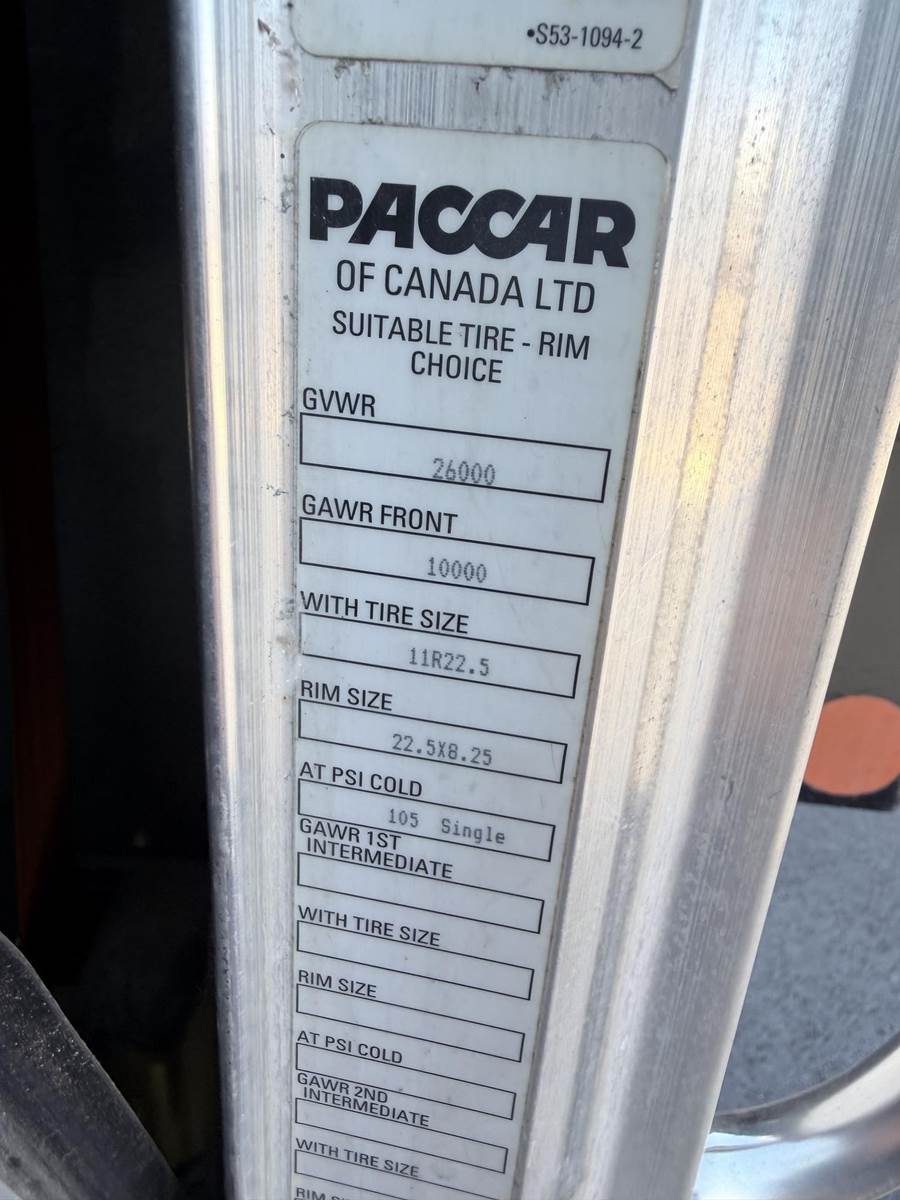 •S53-1094-2
PACCAR
OF CANADA LTD
SUITABLE TIRE - RIM
CHOICE
GVWR
26000
GAWR FRONT
10000
WITH TIRE SIZE
11R22.5
RIM SIZE
22.5X8.25
AT PSI COLD
105 Single
GAWR 1ST
INTERMEDIATE
WITH TIRE SIZE
RIM SIZE
AT PSI COLD
GAWR 2ND
INTERMEDIATE
WITH TIRE SIZE
RIM